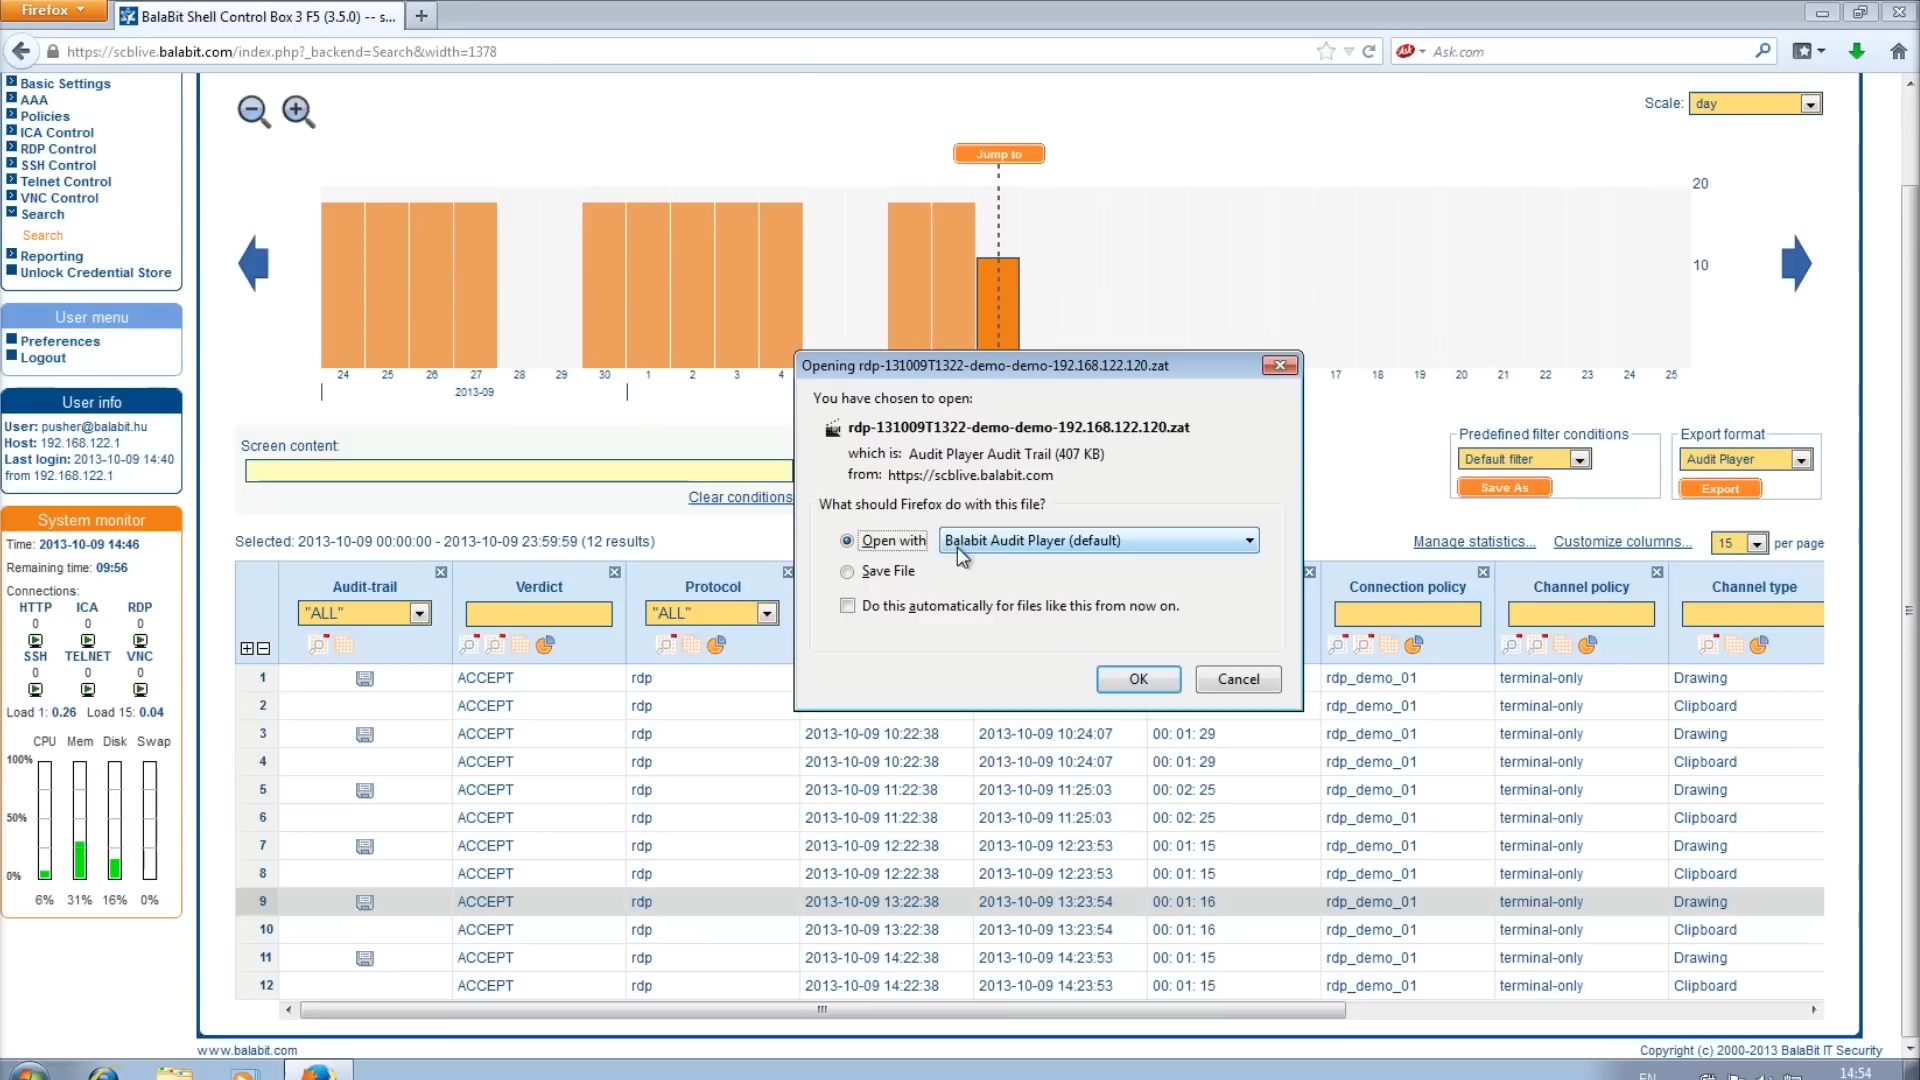 Firefox
BalaBit Shell Control Box 3 F5 (3.5.0) -- s...
https://scblive.balabit.com/index.php?_backend=Search&width=1378
Ask.com
Basic Settings
AAA
Policies
ICA Control
RDP Control
SSH Control
Telnet Control
VNC Control
Search
Search
Reporting
Unlock Credential Store
User menu
Preferences
Logout
User info
User: pusher@balabit.hu
Host: 192.168.122.1
Last login: 2013-10-09 14:40
from 192.168.122.1
System monitor
Time: 2013-10-09 14:46
Remaining time: 09:56
Connections:
HTTP ICA RDP
0 0 0
SSH TELNET VNC
0 0 0
Load 1: 0.26 Load 15: 0.04
CPU Mem Disk Swap
100%
50%
0%
6% 31% 16% 0%
Scale: day
Jump to
20
10
24 25 26 27 28 29 30 1 2 3 4 17 18 19 20 21 22 23 24 25
2013-09
Screen content:
Clear conditions
Predefined filter conditions
Default filter
Save As
Export format
Audit Player
Export
Selected: 2013-10-09 00:00:00 - 2013-10-09 23:59:59 (12 results)
Manage statistics... Customize columns... 15 per page
Opening rdp-131009T1322-demo-demo-192.168.122.120.zat
You have chosen to open:
rdp-131009T1322-demo-demo-192.168.122.120.zat
which is: Audit Player Audit Trail (407 KB)
from: https://scblive.balabit.com
What should Firefox do with this file?
Open with Balabit Audit Player (default)
Save File
Do this automatically for files like this from now on.
OK Cancel
Audit-trail Verdict Protocol Connection policy Channel policy Channel type
"ALL" "ALL"
1 ACCEPT rdp rdp_demo_01 terminal-only Drawing
2 ACCEPT rdp rdp_demo_01 terminal-only Clipboard
3 ACCEPT rdp 2013-10-09 10:22:38 2013-10-09 10:24:07 00: 01: 29 rdp_demo_01 terminal-only Drawing
4 ACCEPT rdp 2013-10-09 10:22:38 2013-10-09 10:24:07 00: 01: 29 rdp_demo_01 terminal-only Clipboard
5 ACCEPT rdp 2013-10-09 11:22:38 2013-10-09 11:25:03 00: 02: 25 rdp_demo_01 terminal-only Drawing
6 ACCEPT rdp 2013-10-09 11:22:38 2013-10-09 11:25:03 00: 02: 25 rdp_demo_01 terminal-only Clipboard
7 ACCEPT rdp 2013-10-09 12:22:38 2013-10-09 12:23:53 00: 01: 15 rdp_demo_01 terminal-only Drawing
8 ACCEPT rdp 2013-10-09 12:22:38 2013-10-09 12:23:53 00: 01: 15 rdp_demo_01 terminal-only Clipboard
9 ACCEPT rdp 2013-10-09 13:22:38 2013-10-09 13:23:54 00: 01: 16 rdp_demo_01 terminal-only Drawing
10 ACCEPT rdp 2013-10-09 13:22:38 2013-10-09 13:23:54 00: 01: 16 rdp_demo_01 terminal-only Clipboard
11 ACCEPT rdp 2013-10-09 14:22:38 2013-10-09 14:23:53 00: 01: 15 rdp_demo_01 terminal-only Drawing
12 ACCEPT rdp 2013-10-09 14:22:38 2013-10-09 14:23:53 00: 01: 15 rdp_demo_01 terminal-only Clipboard
www.balabit.com
Copyright (c) 2000-2013 BalaBit IT Security
EN
14:54